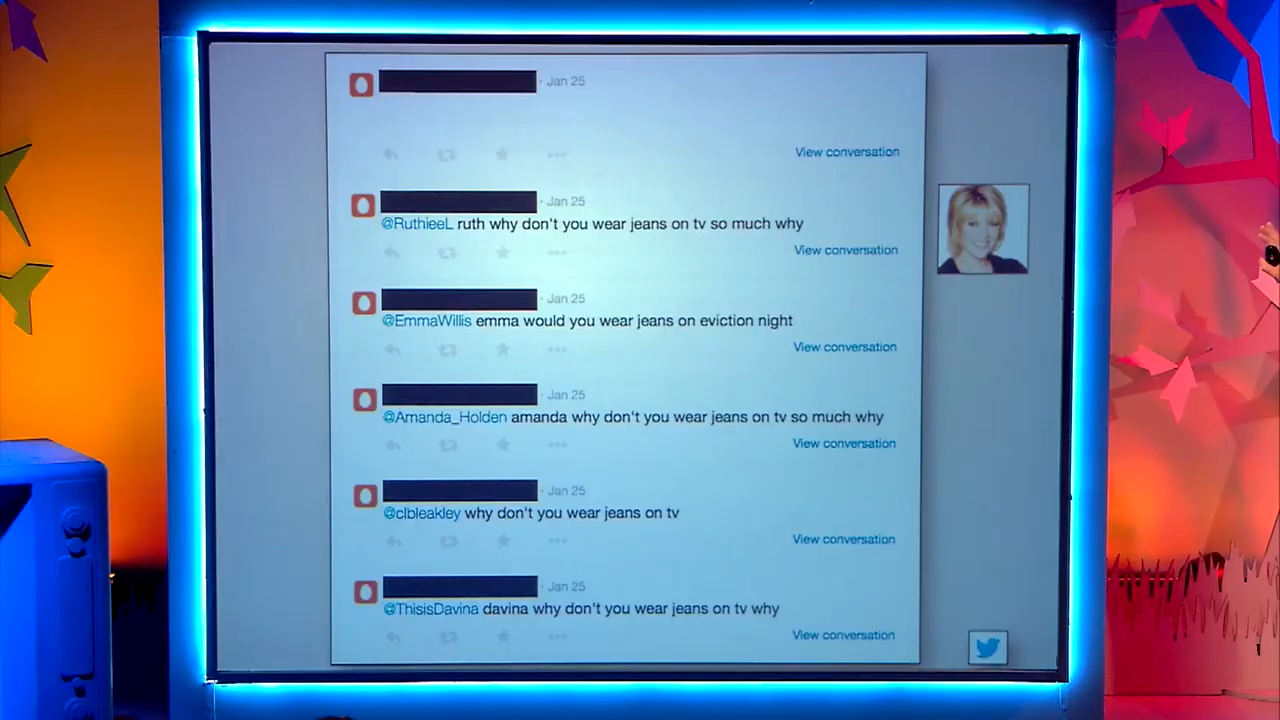 · Jan 25
View conversation
· Jan 25
@RuthieeL ruth why don't you wear jeans on tv so much why
View conversation
· Jan 25
@EmmaWillis emma would you wear jeans on eviction night
View conversation
· Jan 25
@Amanda_Holden amanda why don't you wear jeans on tv so much why
View conversation
· Jan 25
@clbleakley why don't you wear jeans on tv
View conversation
· Jan 25
@ThisisDavina davina why don't you wear jeans on tv why
View conversation